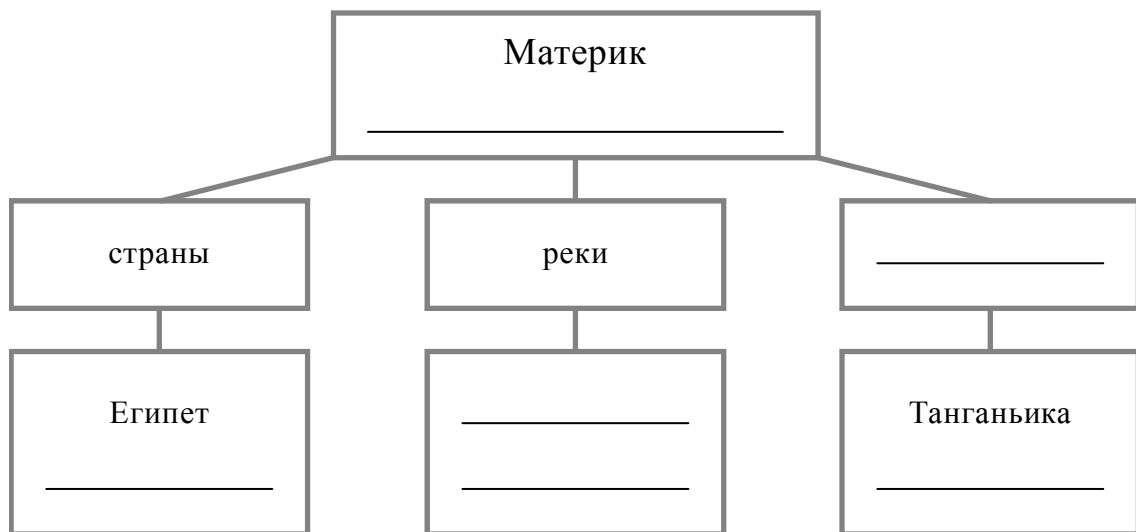 Материк
страны
реки
Египет
Танганьика